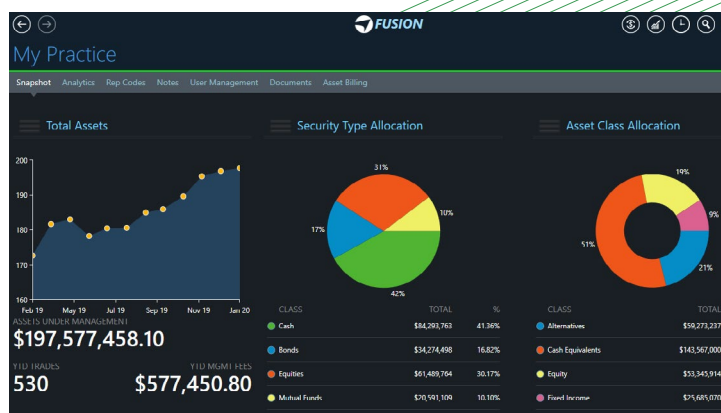 FUSION
My Practice
Snapshot Analytics Rep Codes Notes User Management Documents Asset Billing
Total Assets
200
190
180
170
160
Feb 19 May 19 Jul 19 Sep 19 Nov 19 Jan 20
ASSETS UNDER MANAGEMENT
$197,577,458.10
YTD TRADES YTD MGMT FEES
530 $577,450.80
Security Type Allocation
31%
10%
17%
42%
CLASS TOTAL %
Cash $84,293,763 41.36%
Bonds $34,274,498 16.82%
Equities $61,489,764 30.17%
Mutual Funds $20,591,109 10.10%
Asset Class Allocation
19%
9%
51%
21%
CLASS TOTAL
Alternatives $59,273,237
Cash Equivalents $143,567,000
Equity $53,345,914
Fixed Income $25,685,070